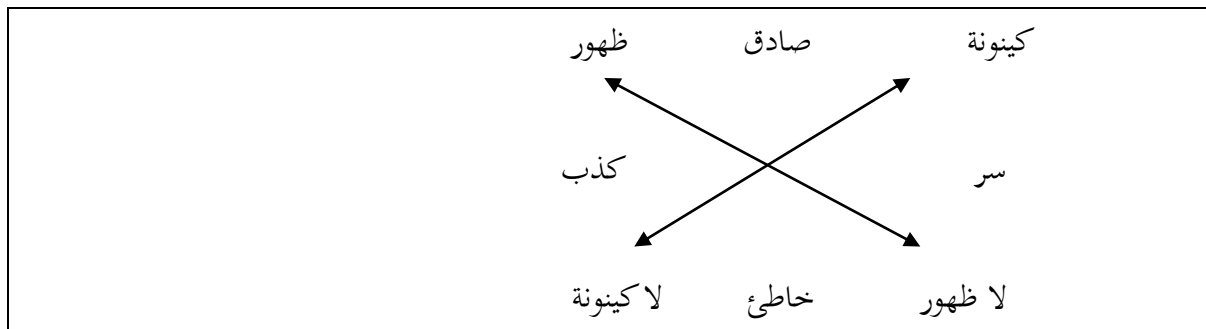 كينونة صادق ظهور
سر كذب
لا ظهور خاطئ لا كينونة